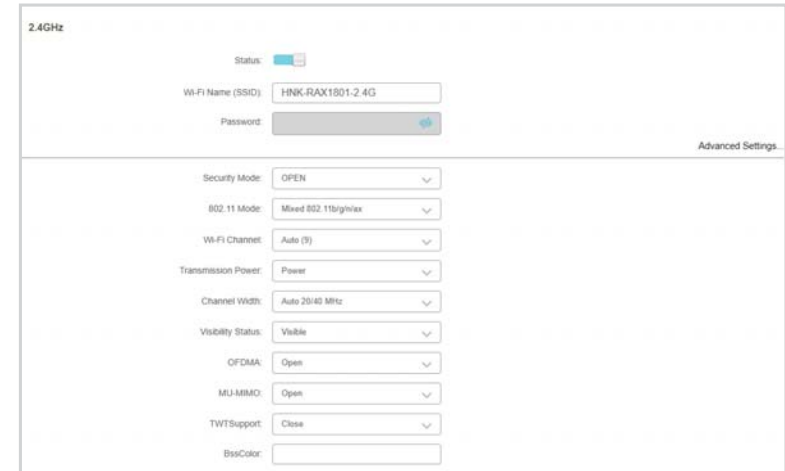 2.4GHz
Status:
Wi-Fi Name (SSID): HNK-RAX1801-2.4G
Password:
Advanced Settings...
Security Mode: OPEN
802.11 Mode: Mixed 802.11b/g/n/ax
Wi-Fi Channel: Auto (9)
Transmission Power: Power
Channel Width: Auto 20/40 MHz
Visibility Status: Visible
OFDMA: Open
MU-MIMO: Open
TWTSupport: Close
BssColor: